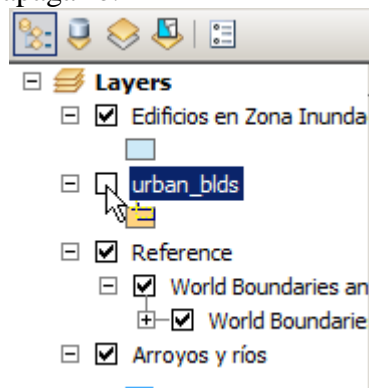 Layers
Edificios en Zona Inunda
urban_blds
Reference
World Boundaries an
World Boundarie
Arroyos y ríos